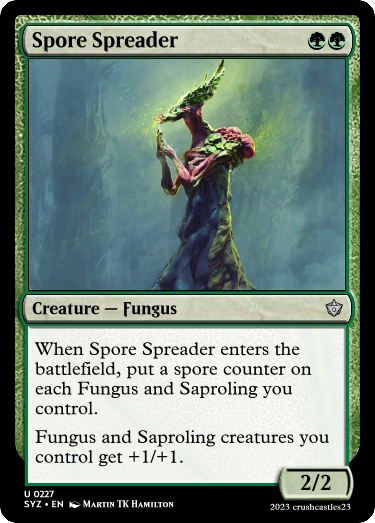 Spore Spreader
Creature — Fungus
When Spore Spreader enters the
battlefield, put a spore counter on
each Fungus and Saproling you
control.
Fungus and Saproling creatures you
control get +1/+1.
2/2
U 0227
SYZ • EN Martin TK Hamilton
2023 crushcastles23